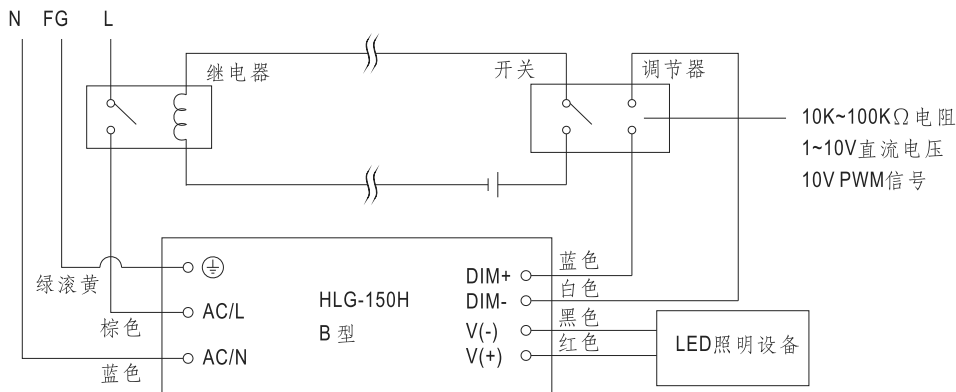 N FG L
继电器
开关
调节器
10K~100KΩ电阻
1~10V直流电压
10V PWM信号
绿滚黄
棕色
蓝色
AC/L
AC/N
HLG-150H
B型
DIM+
DIM-
V(-)
V(+)
蓝色
白色
黑色
红色
LED照明设备